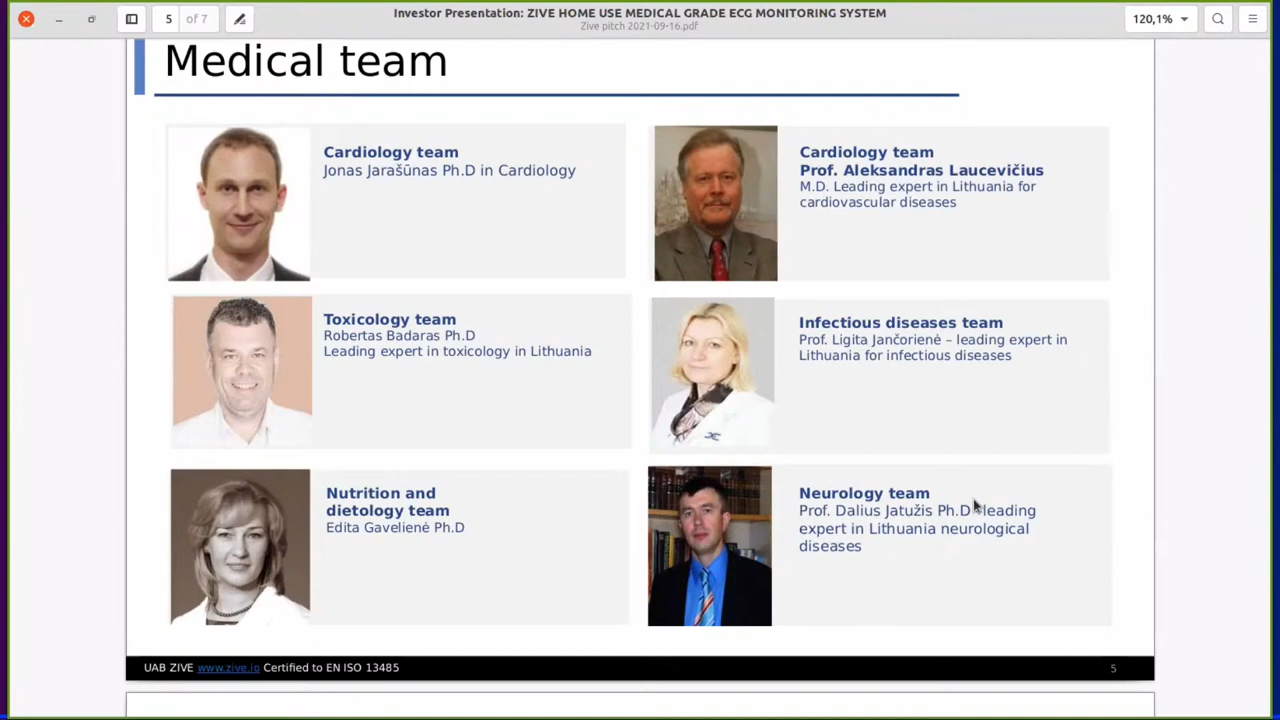 Investor Presentation: ZIVE HOME USE MEDICAL GRADE ECG MONITORING SYSTEM
Zive pitch 2021-09-16.pdf
5 of 7
120,1%
Medical team
Cardiology team
Jonas Jarašūnas Ph.D in Cardiology
Cardiology team
Prof. Aleksandras Laucevičius
M.D. Leading expert in Lithuania for
cardiovascular diseases
Toxicology team
Robertas Badaras Ph.D
Leading expert in toxicology in Lithuania
Infectious diseases team
Prof. Ligita Jančorienė – leading expert in
Lithuania for infectious diseases
Nutrition and
dietology team
Edita Gavelienė Ph.D
Neurology team
Prof. Dalius Jatužis Ph.D leading
expert in Lithuania neurological
diseases
UAB ZIVE www.zive.io Certified to EN ISO 13485
5